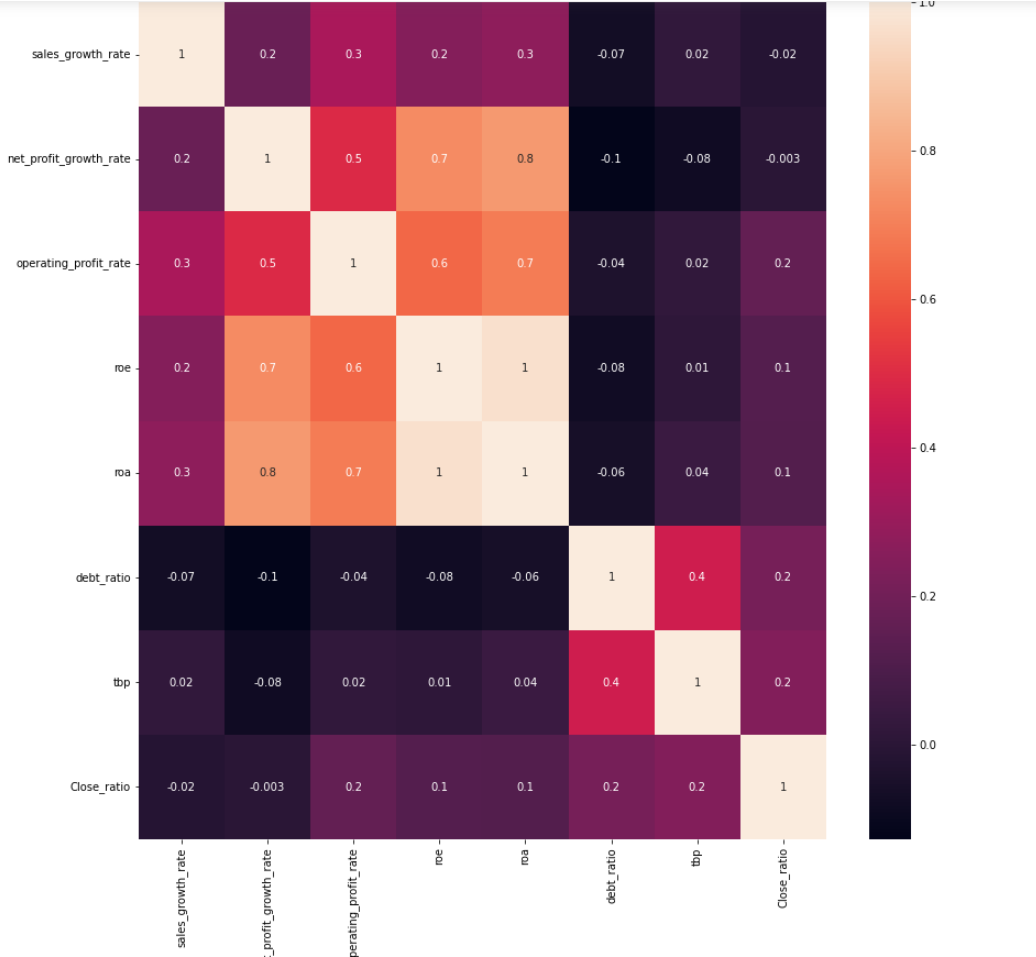 1.0
sales_growth_rate 1 0.2 0.3 0.2 0.3 -0.07 0.02 -0.02
net_profit_growth_rate 0.2 1 0.5 0.7 0.8 -0.1 -0.08 -0.003
0.8
operating_profit_rate 0.3 0.5 1 0.6 0.7 -0.04 0.02 0.2
0.6
roe 0.2 0.7 0.6 1 1 -0.08 0.01 0.1
0.4
roa 0.3 0.8 0.7 1 1 -0.06 0.04 0.1
debt_ratio -0.07 -0.1 -0.04 -0.08 -0.06 1 0.4 0.2
0.2
tbp 0.02 -0.08 0.02 0.01 0.04 0.4 1 0.2
0.0
Close_ratio -0.02 -0.003 0.2 0.1 0.1 0.2 0.2 1
sales_growth_rate
t_profit_growth_rate
perating_profit_rate
roe
roa
debt_ratio
tbp
Close_ratio